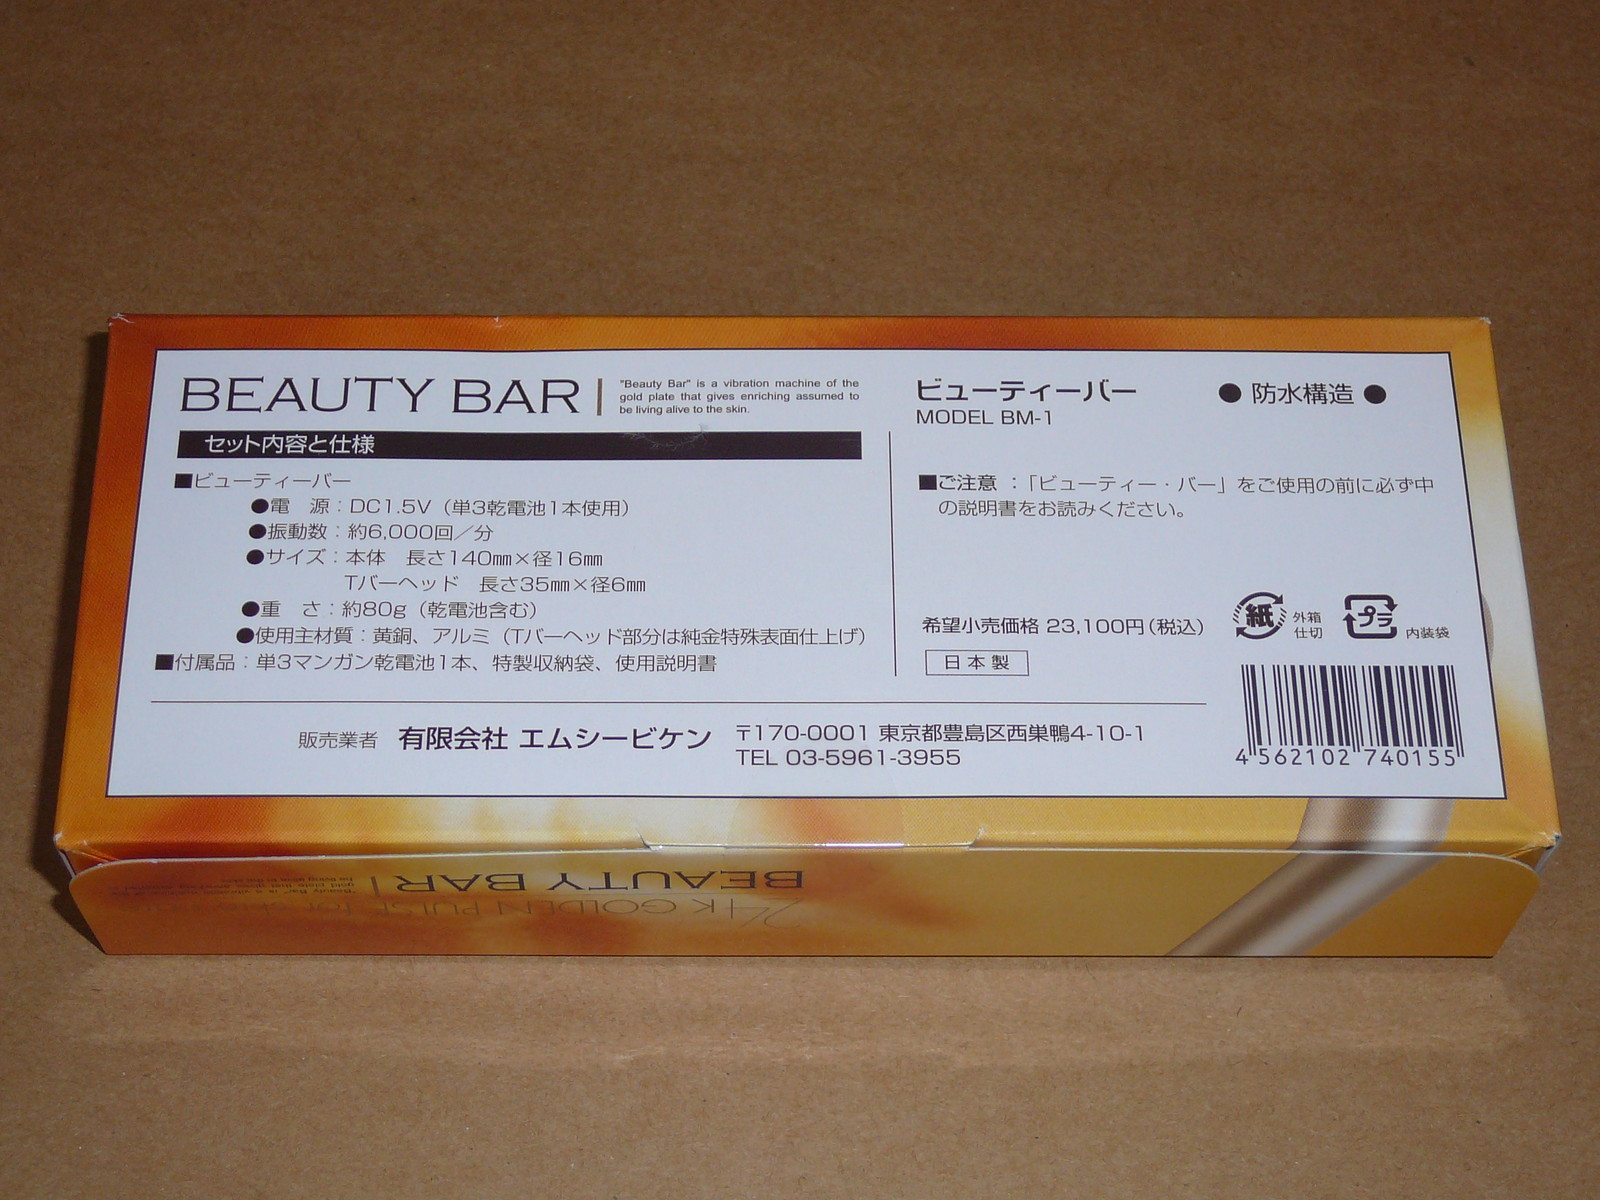 BEAUTY BAR
"Beauty Bar" is a vibration machine of the
gold plate that gives enriching assumed to
be living alive to the skin.
セット内容と仕様
■ビューティーバー
●電 源：DC1.5V（単3乾電池1本使用）
●振動数：約6,000回／分
●サイズ：本体 長さ140㎜×径16㎜
Tバーヘッド 長さ35㎜×径6㎜
●重 さ：約80g（乾電池含む）
●使用主材質：黄銅、アルミ（Tバーヘッド部分は純金特殊表面仕上げ）
■付属品：単3マンガン乾電池1本、特製収納袋、使用説明書
ビューティーバー
MODEL BM-1
● 防水構造 ●
■ご注意 ：「ビューティー・バー」をご使用の前に必ず中
の説明書をお読みください。
希望小売価格 23,100円（税込）
日本製
紙
外箱
仕切
プラ
内装袋
4 562102 740155
販売業者 有限会社 エムシービケン
〒170-0001 東京都豊島区西巣鴨4-10-1
TEL 03-5961-3955
BEAUTY BAR
24K GOLDEN PULSE